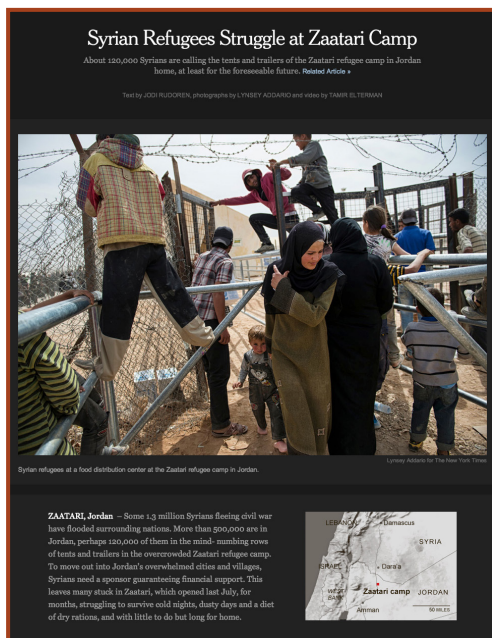 Syrian Refugees Struggle at Zaatari Camp
About 120,000 Syrians are calling the tents and trailers of the Zaatari refugee camp in Jordan
home, at least for the foreseeable future. Related Article »
Text by JODI RUDOREN, photographs by LYNSEY ADDARIO and video by TAMIR ELTERMAN
Lynsey Addario for The New York Times
Syrian refugees at a food distribution center at the Zaatari refugee camp in Jordan.
ZAATARI, Jordan – Some 1.3 million Syrians fleeing civil war
have flooded surrounding nations. More than 500,000 are in
Jordan, perhaps 120,000 of them in the mind- numbing rows
of tents and trailers in the overcrowded Zaatari refugee camp.
To move out into Jordan's overwhelmed cities and villages,
Syrians need a sponsor guaranteeing financial support. This
leaves many stuck in Zaatari, which opened last July, for
months, struggling to survive cold nights, dusty days and a diet
of dry rations, and with little to do but long for home.
LEBANON
Damascus
SYRIA
ISRAEL
Dara'a
WEST
BANK
Zaatari camp
JORDAN
Amman
50 MILES